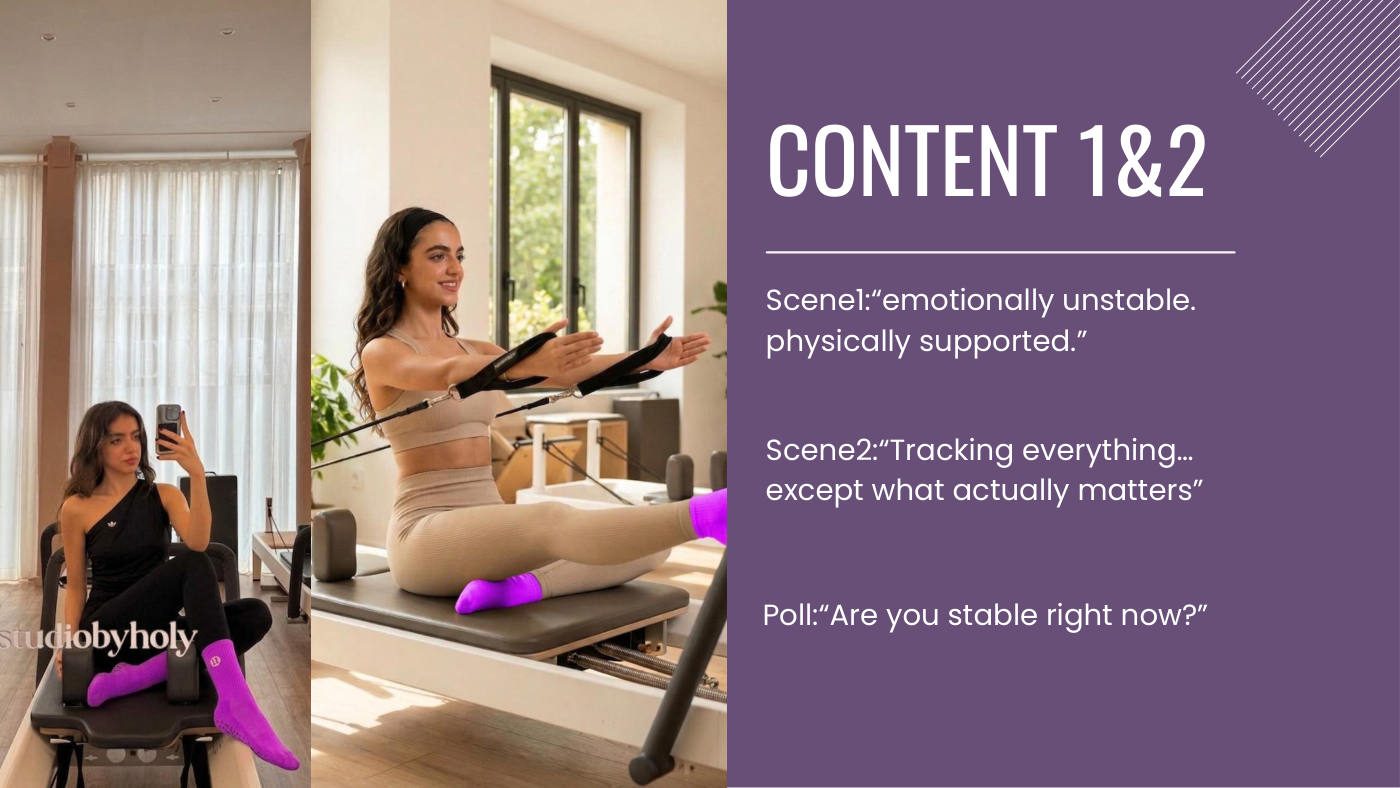 studiobyholy
CONTENT 1&2
Scene1:“emotionally unstable.
physically supported.”
Scene2:“Tracking everything...
except what actually matters”
Poll:“Are you stable right now?”